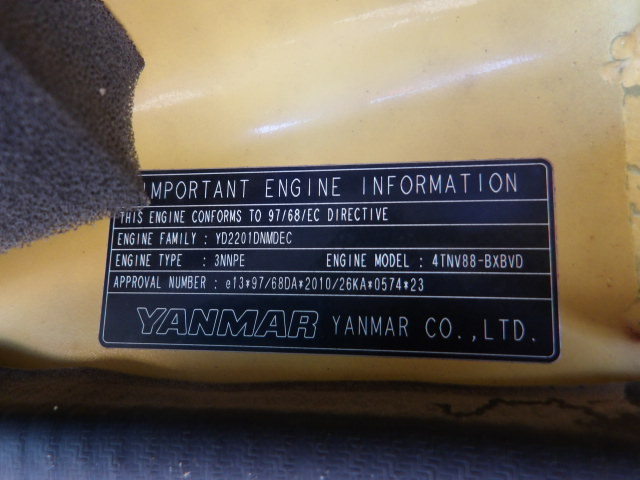 IMPORTANT ENGINE INFORMATION
THIS ENGINE CONFORMS TO 97/68/EC DIRECTIVE
ENGINE FAMILY : YD2201DNMDEC
ENGINE TYPE : 3NNPE ENGINE MODEL : 4TNV88-BXBVD
APPROVAL NUMBER : e13*97/68DA*2010/26KA*0574*23
YANMAR YANMAR CO.,LTD.